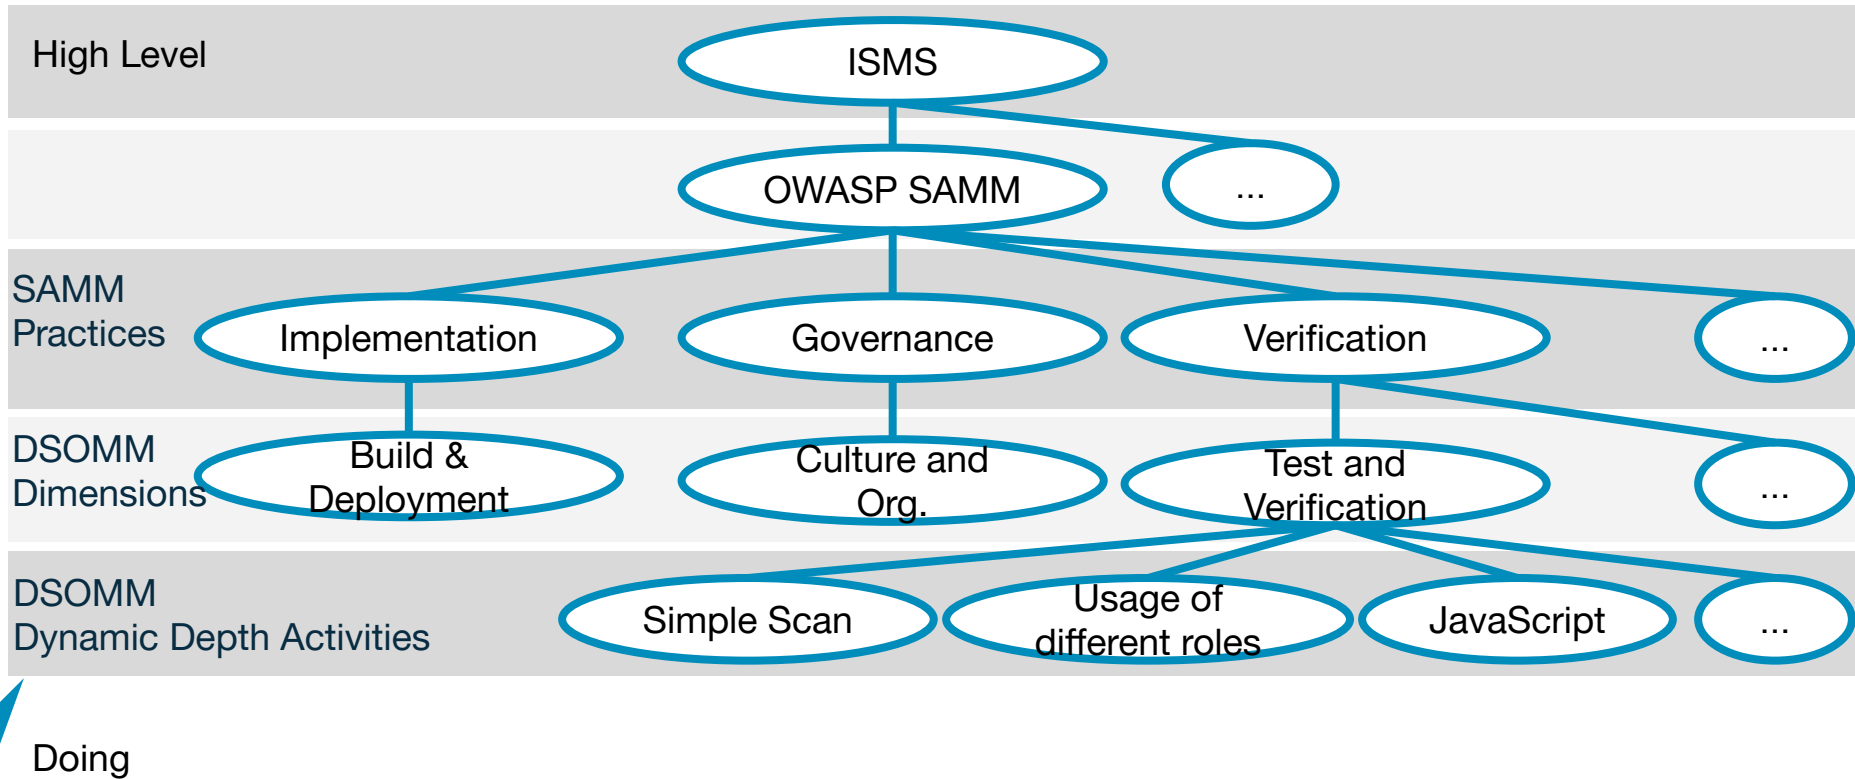 High Level
ISMS
OWASP SAMM
...
SAMM
Practices
Implementation
Governance
Verification
...
DSOMM
Dimensions
Build &
Deployment
Culture and
Org.
Test and
Verification
...
DSOMM
Dynamic Depth Activities
Simple Scan
Usage of
different roles
JavaScript
...
Doing